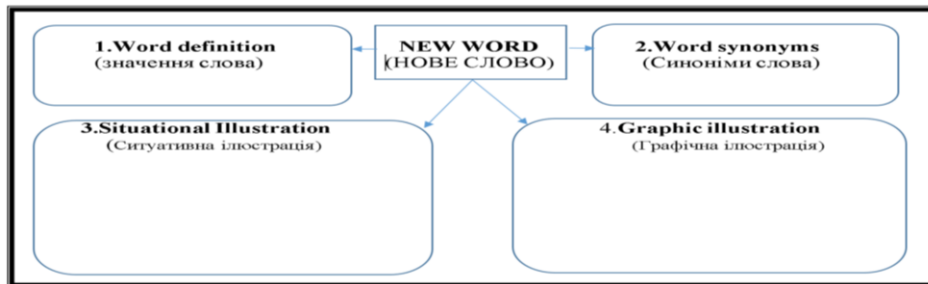 1.Word definition
(значення слова)
NEW WORD
(НОВЕ СЛОВО)
2.Word synonyms
(Синоніми слова)
3.Situational Illustration
(Ситуативна ілюстрація)
4.Graphic illustration
(Графічна ілюстрація)